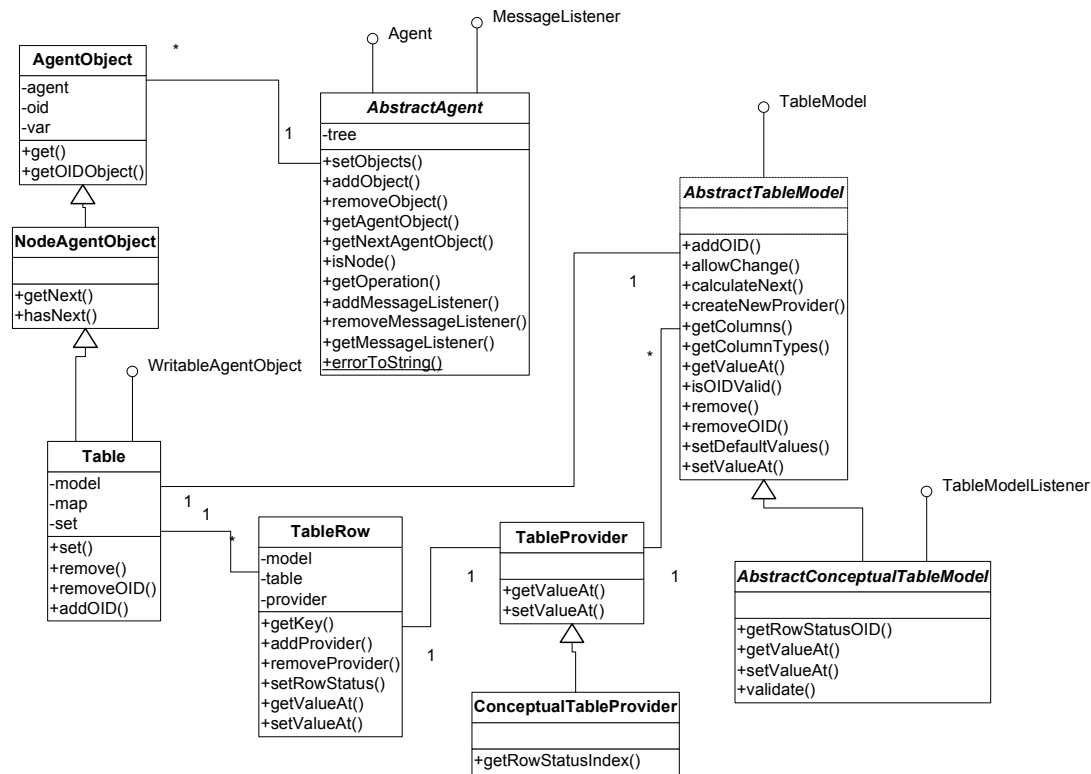 MessageListener
Agent
AgentObject
-agent
-oid
-var
+get()
+getOIDObject()
*
1
AbstractAgent
-tree
+setObjects()
+addObject()
+removeObject()
+getAgentObject()
+getNextAgentObject()
+isNode()
+getOperation()
+addMessageListener()
+removeMessageListener()
+getMessageListener()
+errorToString()
TableModel
AbstractTableModel
+addOID()
+allowChange()
+calculateNext()
+createNewProvider()
+getColumns()
+getColumnTypes()
+getValueAt()
+isOIDValid()
+remove()
+removeOID()
+setDefaultValues()
+setValueAt()
1
*
NodeAgentObject
+getNext()
+hasNext()
WritableAgentObject
Table
-model
-map
-set
+set()
+remove()
+removeOID()
+addOID()
1
1
*
TableRow
-model
-table
-provider
+getKey()
+addProvider()
+removeProvider()
+setRowStatus()
+getValueAt()
+setValueAt()
1
1
TableProvider
+getValueAt()
+setValueAt()
1
ConceptualTableProvider
+getRowStatusIndex()
TableModelListener
AbstractConceptualTableModel
+getRowStatusOID()
+getValueAt()
+setValueAt()
+validate()